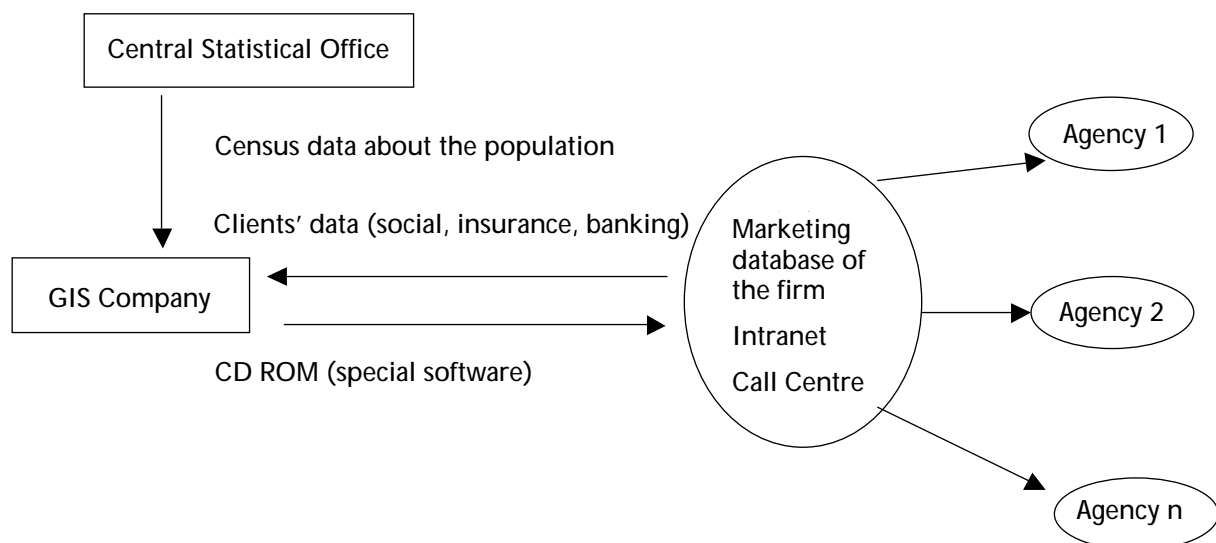 Central Statistical Office
Census data about the population
Clients’ data (social, insurance, banking)
GIS Company
CD ROM (special software)
Marketing
database of
the firm
Intranet
Call Centre
Agency 1
Agency 2
Agency n